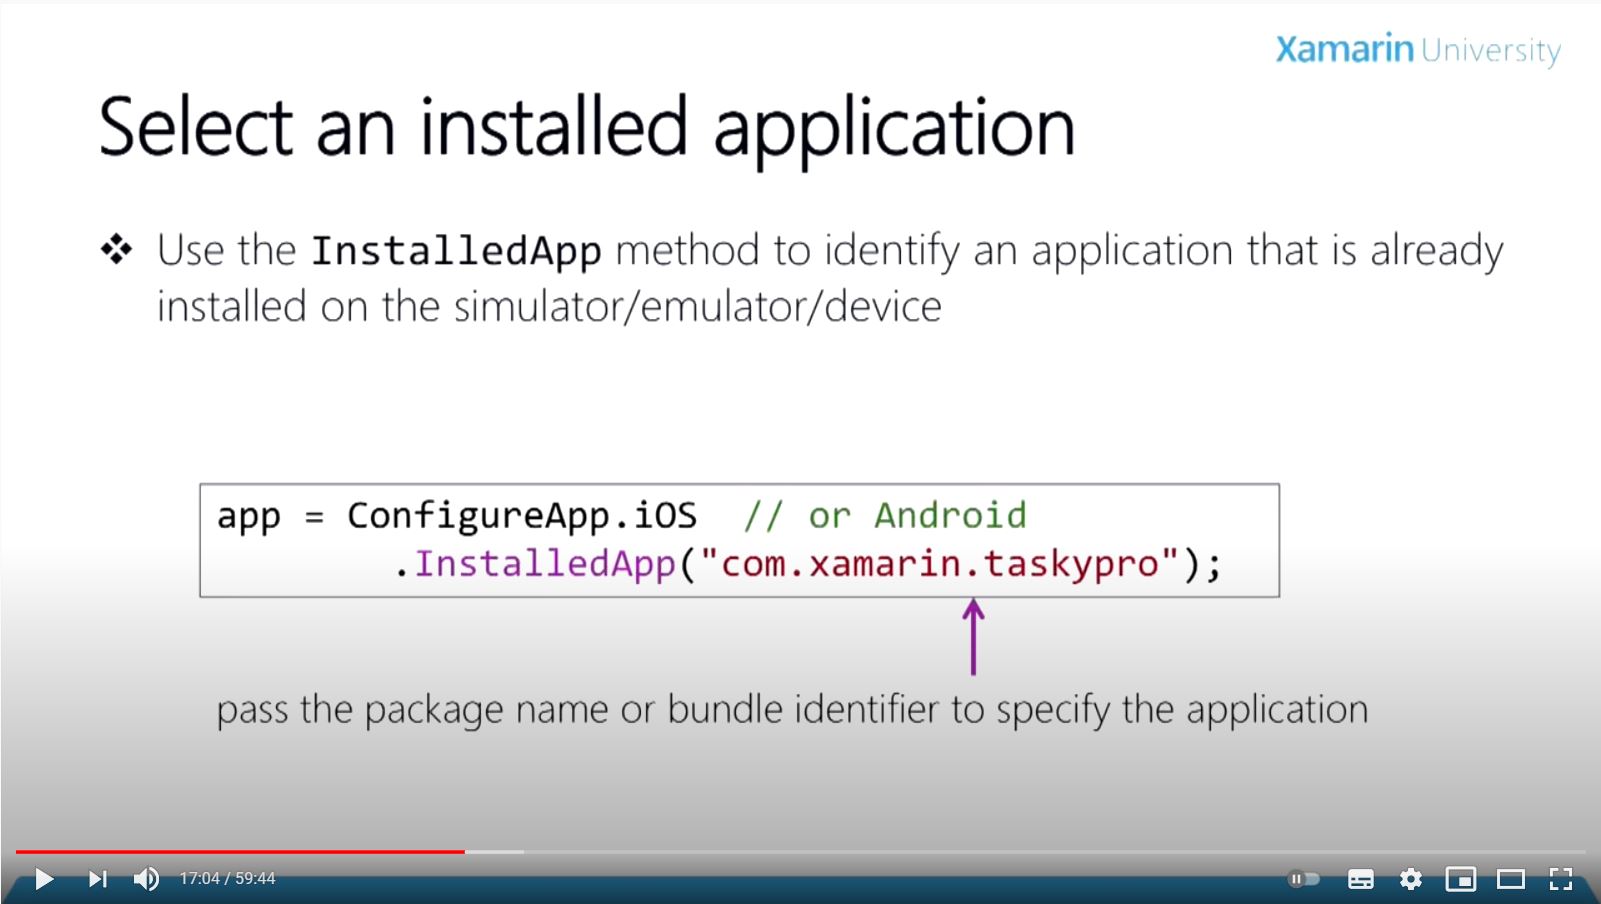 Xamarin University
Select an installed application
❖ Use the InstalledApp method to identify an application that is already
installed on the simulator/emulator/device
app = ConfigureApp.iOS  // or Android
.InstalledApp("com.xamarin.taskypro");
pass the package name or bundle identifier to specify the application
17:04 / 59:44